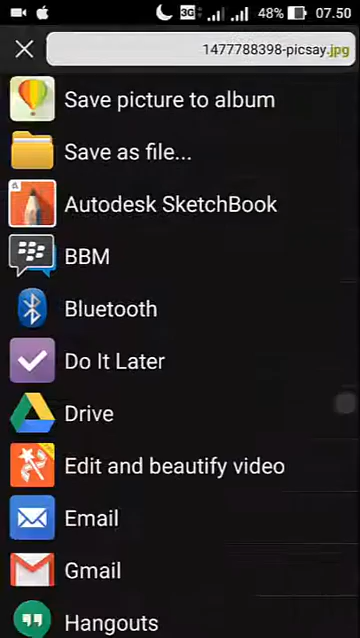 3G 48% 07.50
1477788398-picsay.jpg
Save picture to album
Save as file...
Autodesk SketchBook
BBM
Bluetooth
Do It Later
Drive
Edit and beautify video
Email
Gmail
Hangouts